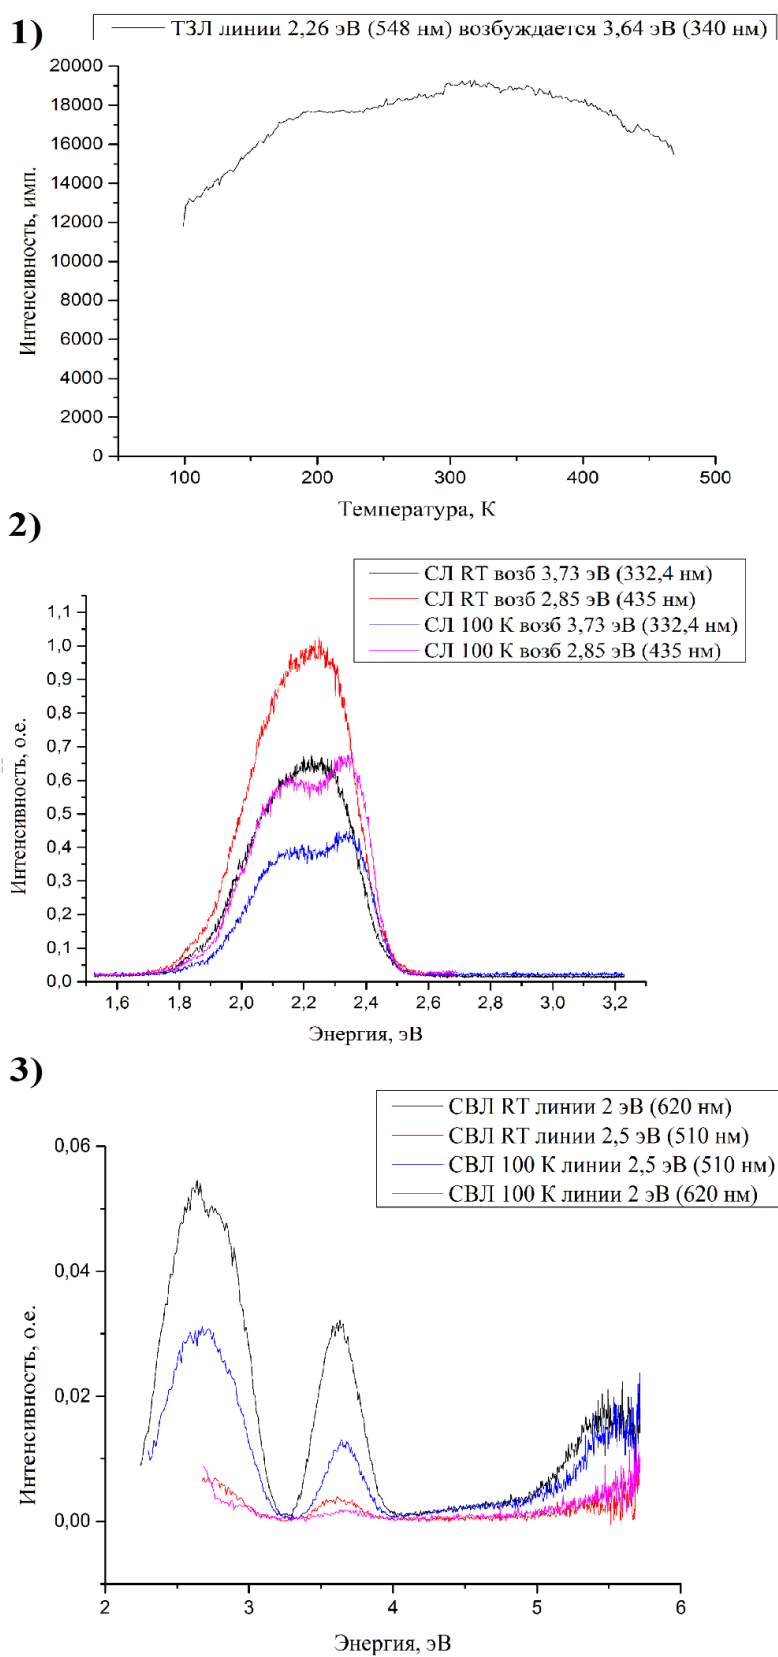 1)
ТЗЛ линии 2,26 эВ (548 нм) возбуждается 3,64 эВ (340 нм)
20000
18000
16000
14000
12000
10000
8000
6000
4000
2000
0
Интенсивность, имп.
100 200 300 400 500
Температура, К
2)
СЛ RT возб 3,73 эВ (332,4 нм)
СЛ RT возб 2,85 эВ (435 нм)
СЛ 100 К возб 3,73 эВ (332,4 нм)
СЛ 100 К возб 2,85 эВ (435 нм)
1,1
1,0
0,9
0,8
0,7
0,6
0,5
0,4
0,3
0,2
0,1
0,0
Интенсивность, о.е.
1,6 1,8 2,0 2,2 2,4 2,6 2,8 3,0 3,2
Энергия, эВ
3)
СВЛ RT линии 2 эВ (620 нм)
СВЛ RT линии 2,5 эВ (510 нм)
СВЛ 100 К линии 2,5 эВ (510 нм)
СВЛ 100 К линии 2 эВ (620 нм)
0,06
0,04
0,02
0,00
Интенсивность, о.е.
2 3 4 5 6
Энергия, эВ